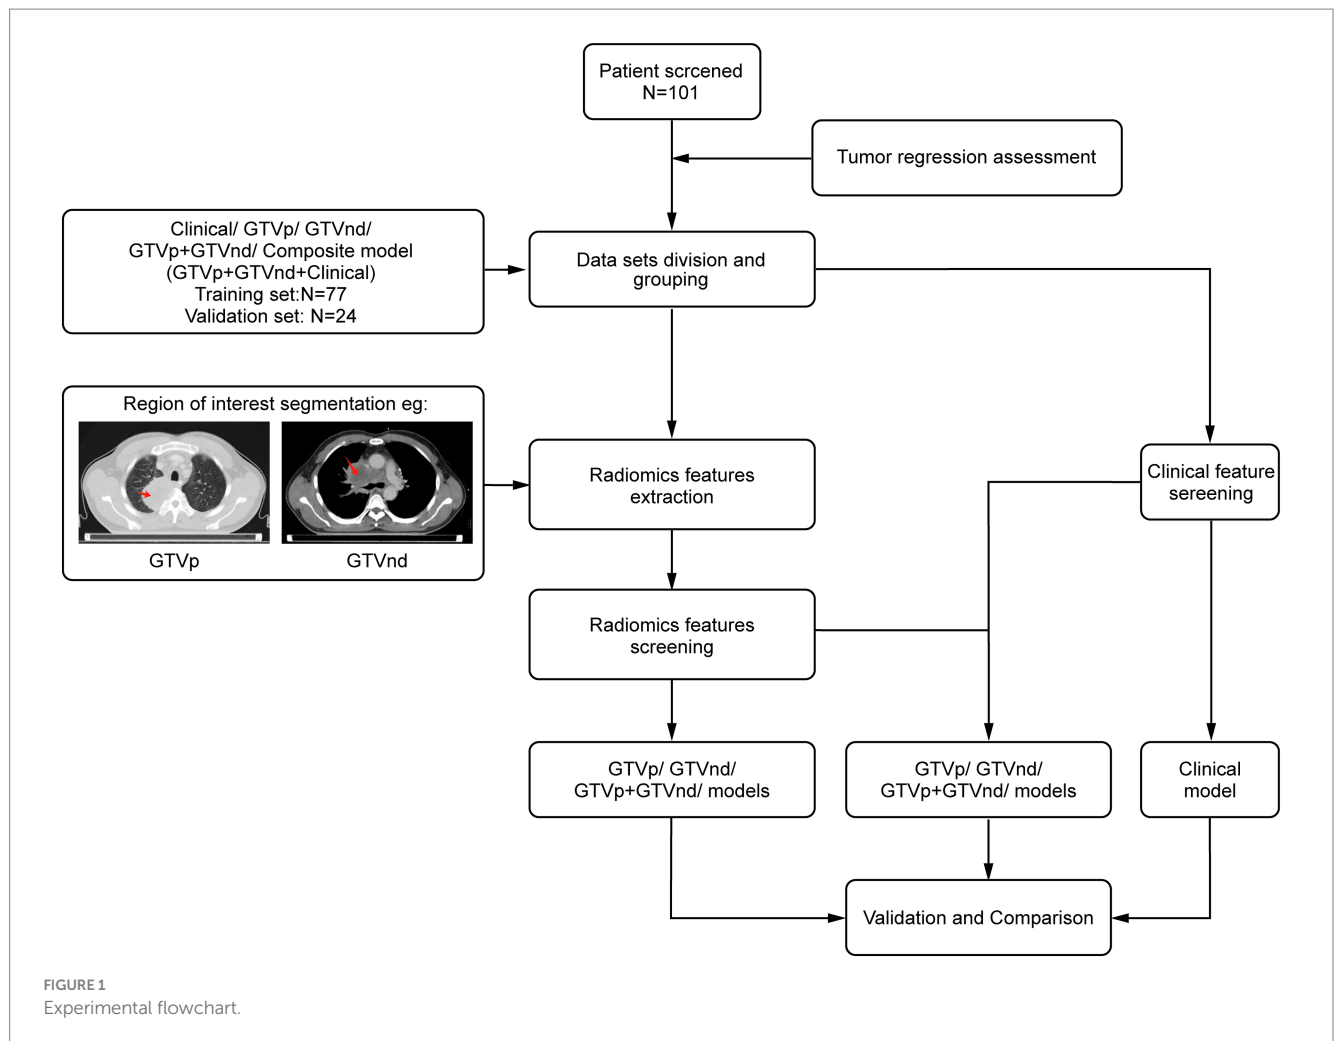 Patient scrcened
N=101
Tumor regression assessment
Clinical/ GTVp/ GTVnd/
GTVp+GTVnd/ Composite model
(GTVp+GTVnd+Clinical)
Training set:N=77
Validation set: N=24
Data sets division and
grouping
Region of interest segmentation eg:
GTVp
GTVnd
Radiomics features
extraction
Clinical feature
sereening
Radiomics features
screening
GTVp/ GTVnd/
GTVp+GTVnd/ models
GTVp/ GTVnd/
GTVp+GTVnd/ models
Clinical
model
Validation and Comparison
FIGURE 1
Experimental flowchart.